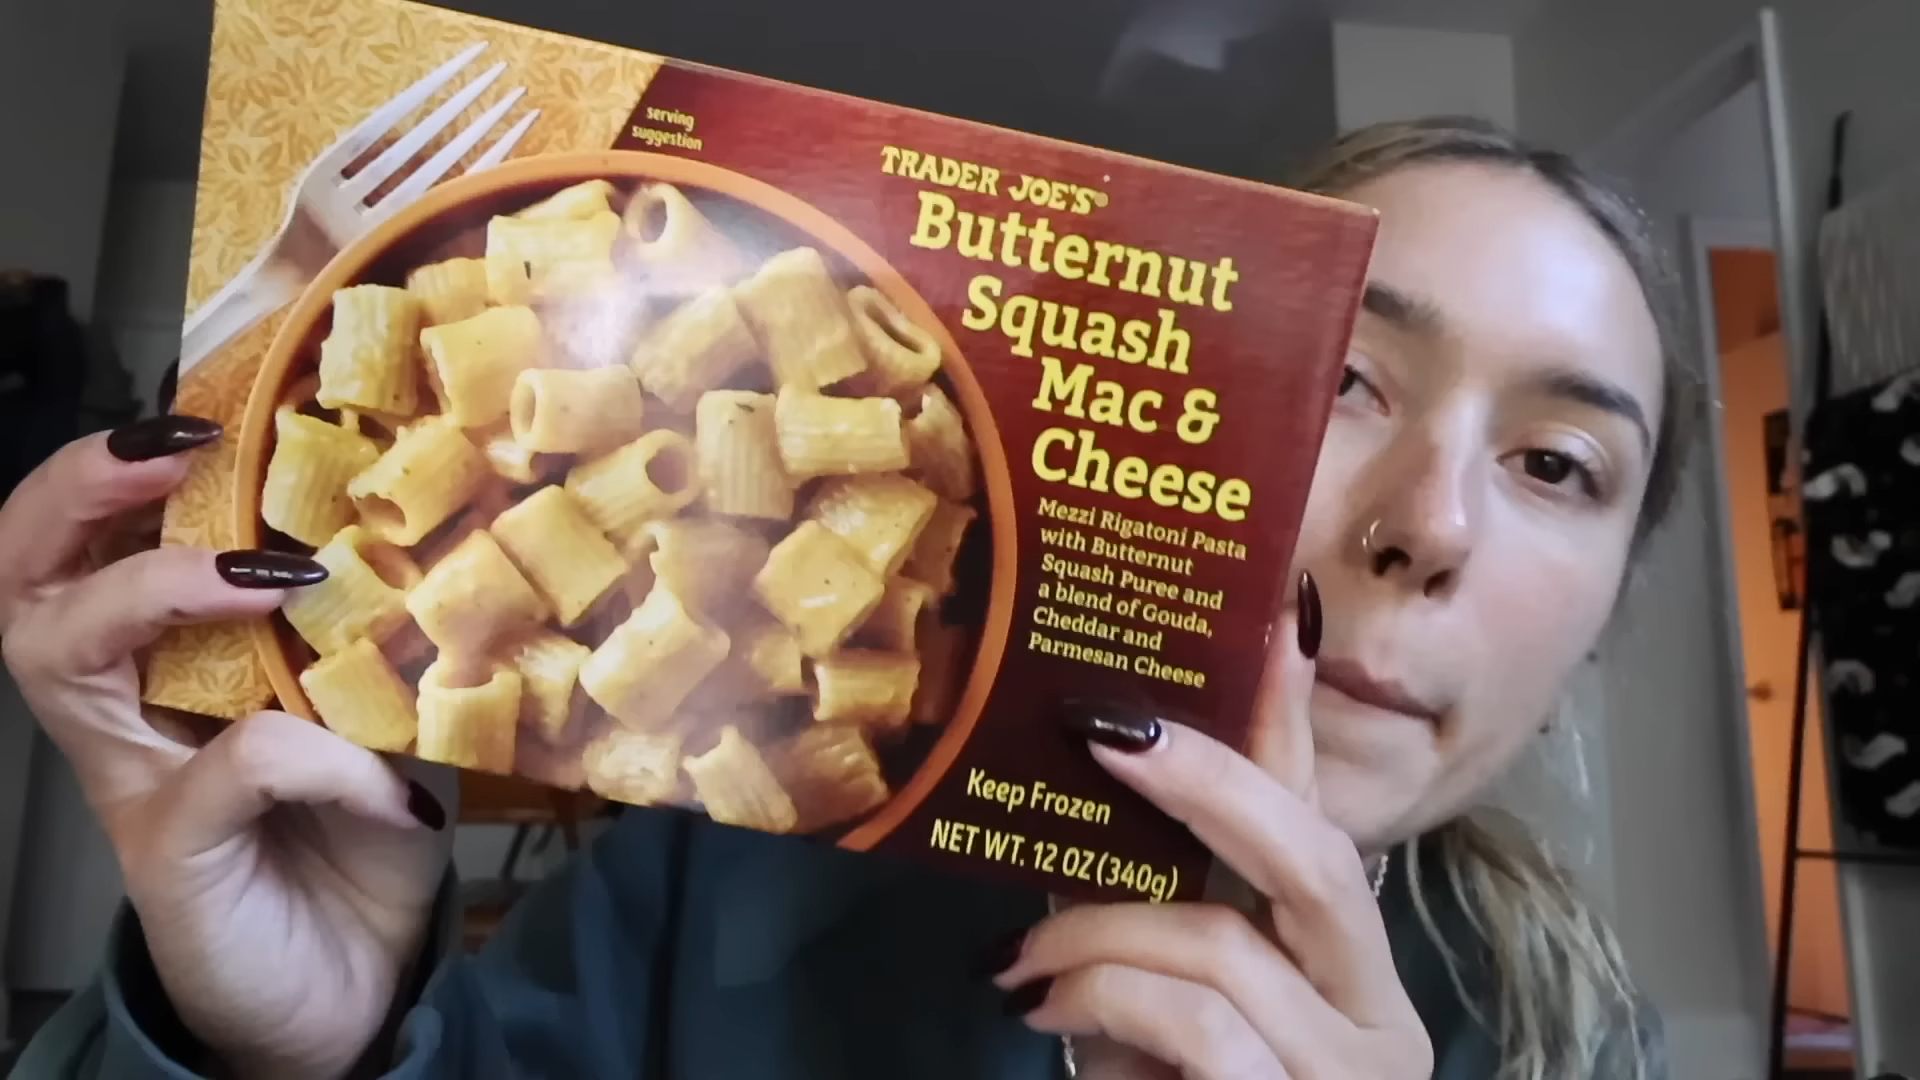 serving
suggestion
TRADER JOE'S®
Butternut
Squash
Mac &
Cheese
Mezzi Rigatoni Pasta
with Butternut
Squash Puree and
a blend of Gouda,
Cheddar and
Parmesan Cheese
Keep Frozen
NET WT. 12 OZ (340g)